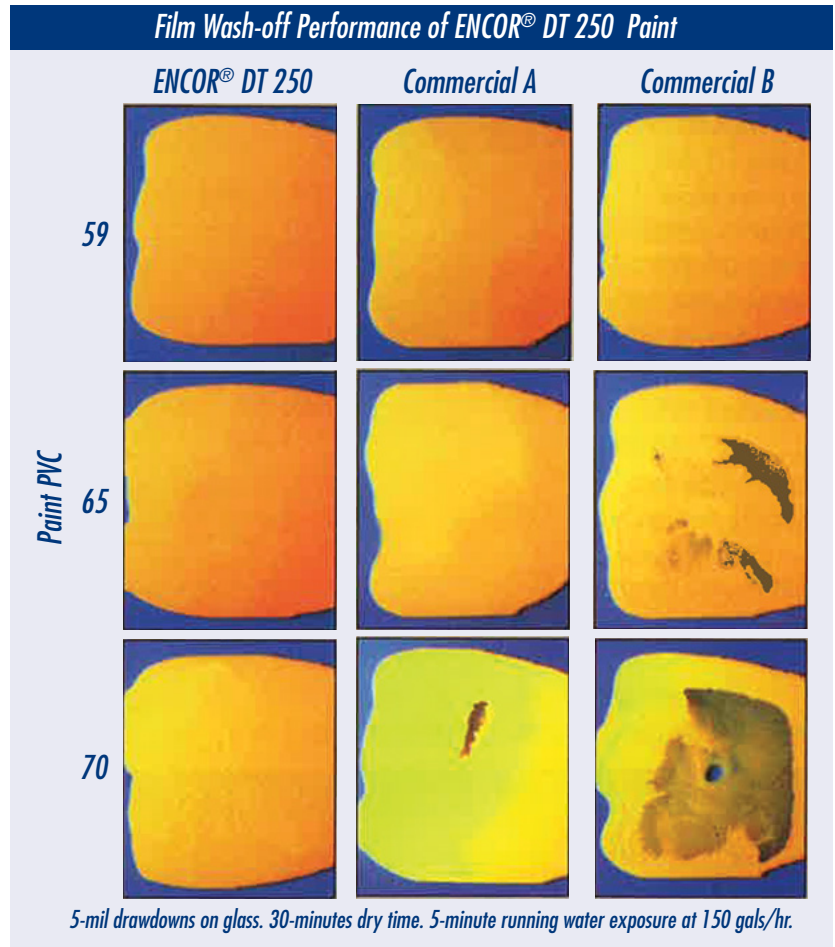 Film Wash-off Performance of ENCOR® DT 250 Paint
ENCOR® DT 250
Commercial A
Commercial B
Paint PVC
59
65
70
5-mil drawdowns on glass. 30-minutes dry time. 5-minute running water exposure at 150 gals/hr.